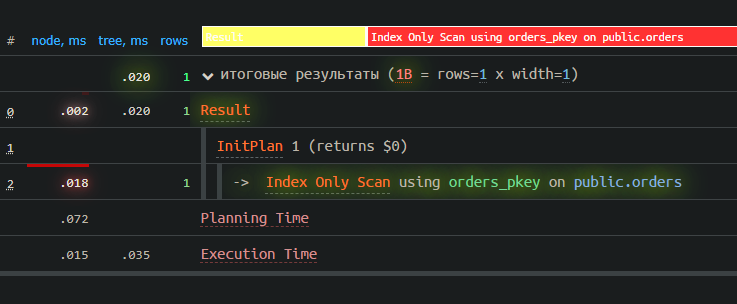 # node, ms tree, ms rows Result Index Only Scan using orders_pkey on public.orders
.020 1 итоговые результаты (1B = rows=1 x width=1)
0 .002 .020 1 Result
1 InitPlan 1 (returns $0)
2 .018 1 -> Index Only Scan using orders_pkey on public.orders
.072 Planning Time
.015 .035 Execution Time